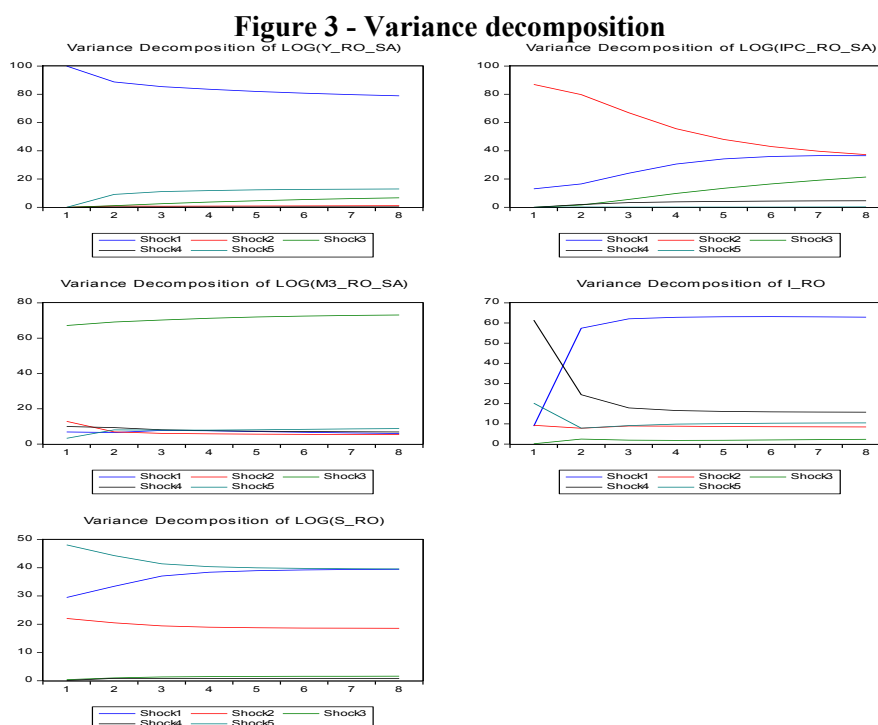 Figure 3 - Variance decomposition
Variance Decomposition of LOG(Y_RO_SA)
100
80
60
40
20
0
1 2 3 4 5 6 7 8
Shock1 Shock2 Shock3
Shock4 Shock5
Variance Decomposition of LOG(IPC_RO_SA)
100
80
60
40
20
0
1 2 3 4 5 6 7 8
Shock1 Shock2 Shock3
Shock4 Shock5
Variance Decomposition of LOG(M3_RO_SA)
80
60
40
20
0
1 2 3 4 5 6 7 8
Shock1 Shock2 Shock3
Shock4 Shock5
Variance Decomposition of I_RO
70
60
50
40
30
20
10
0
1 2 3 4 5 6 7 8
Shock1 Shock2 Shock3
Shock4 Shock5
Variance Decomposition of LOG(S_RO)
50
40
30
20
10
0
1 2 3 4 5 6 7 8
Shock1 Shock2 Shock3
Shock4 Shock5